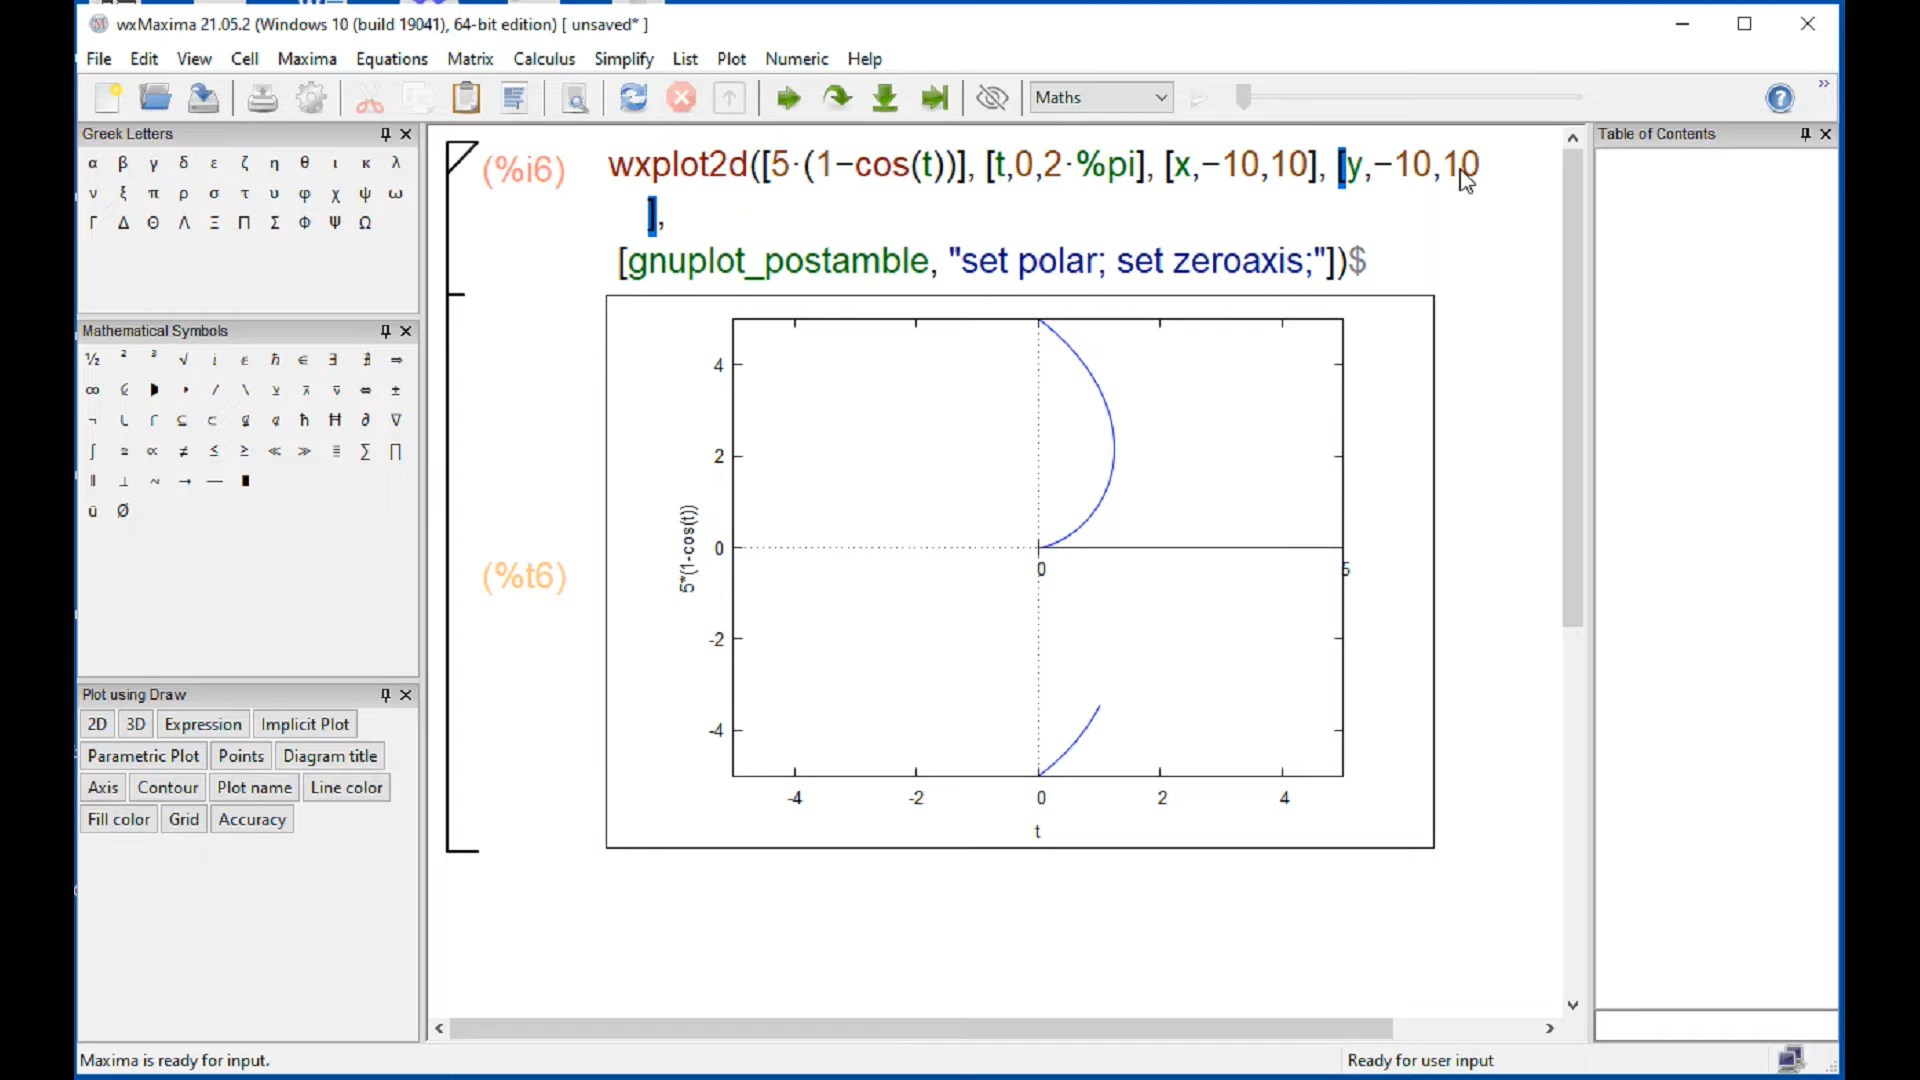 wxMaxima 21.05.2 (Windows 10 (build 19041), 64-bit edition) [ unsaved* ]
File Edit View Cell Maxima Equations Matrix Calculus Simplify List Plot Numeric Help
Maths
Greek Letters
α β γ δ ε ζ η θ ι κ λ
ν ξ π ρ σ τ υ φ χ ψ ω
Γ Δ Θ Λ Ξ Π Σ Φ Ψ Ω
Mathematical Symbols
½ ² ³ √ i ε ħ ∈ ∃ ∄ ⇒
∞
∫ ≠ ≤ ≥ ≪ ≫ ≡ ∑ ∏
∥ ⊥ ~ → — ■
ü Ø
Plot using Draw
2D 3D Expression Implicit Plot
Parametric Plot Points Diagram title
Axis Contour Plot name Line color
Fill color Grid Accuracy
(%i6) wxplot2d([5·(1−cos(t))], [t,0,2·%pi], [x,−10,10], [y,−10,10
],
[gnuplot_postamble, "set polar; set zeroaxis;"])$
(%t6)
5*(1-cos(t))
4
2
0
-2
-4
0 5
-4 -2 0 2 4
t
Table of Contents
Maxima is ready for input.
Ready for user input